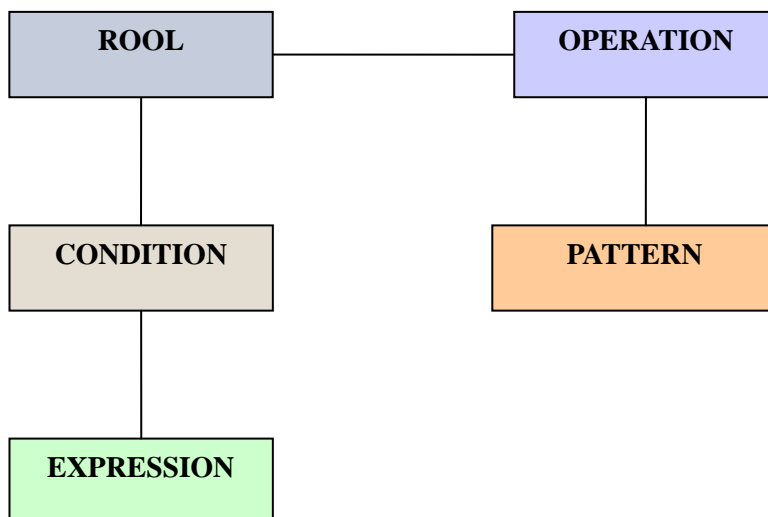 ROOL
OPERATION
CONDITION
PATTERN
EXPRESSION